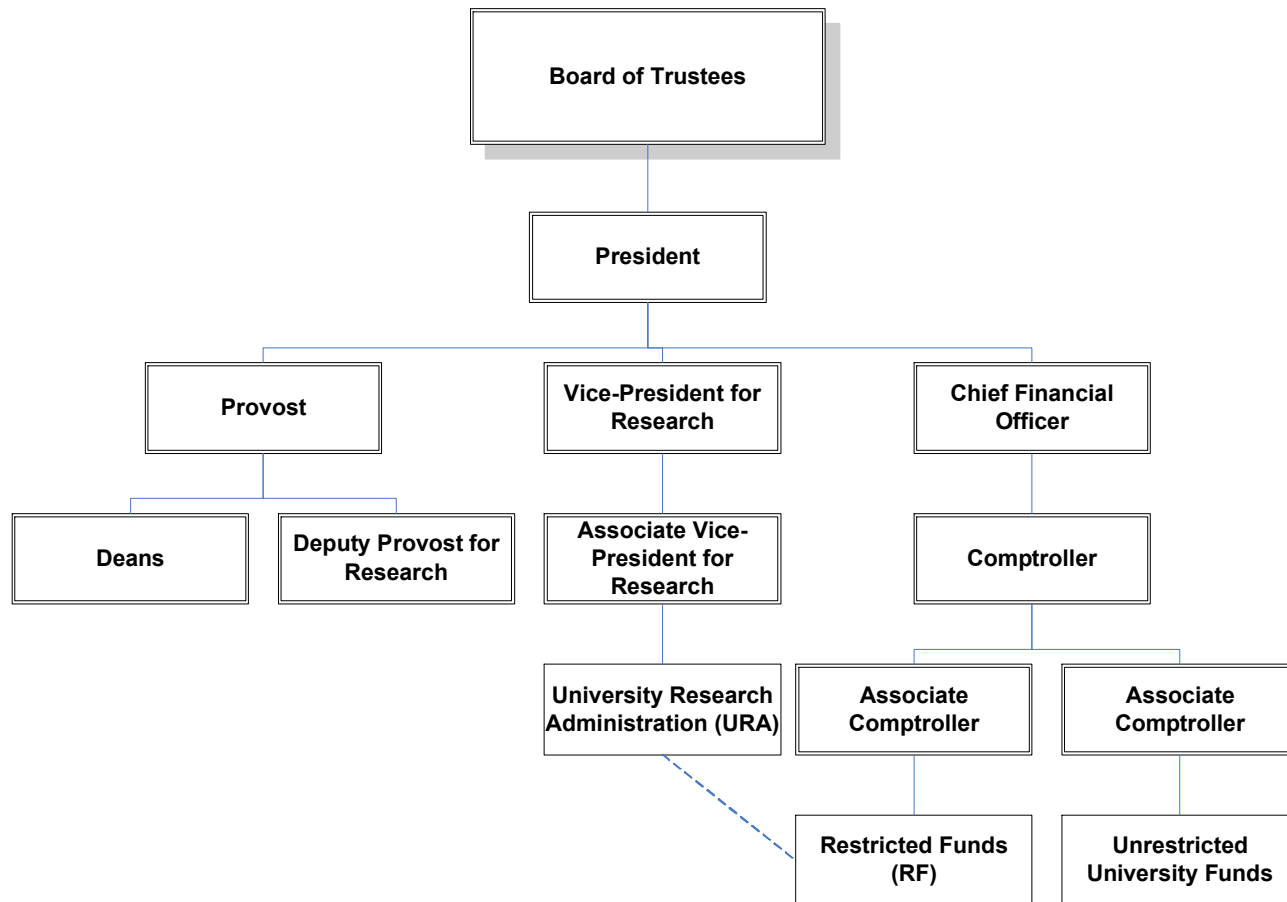 Board of Trustees
President
Provost
Vice-President for
Research
Chief Financial
Officer
Deans
Deputy Provost for
Research
Associate Vice-
President for
Research
Comptroller
University Research
Administration (URA)
Associate
Comptroller
Associate
Comptroller
Restricted Funds
(RF)
Unrestricted
University Funds